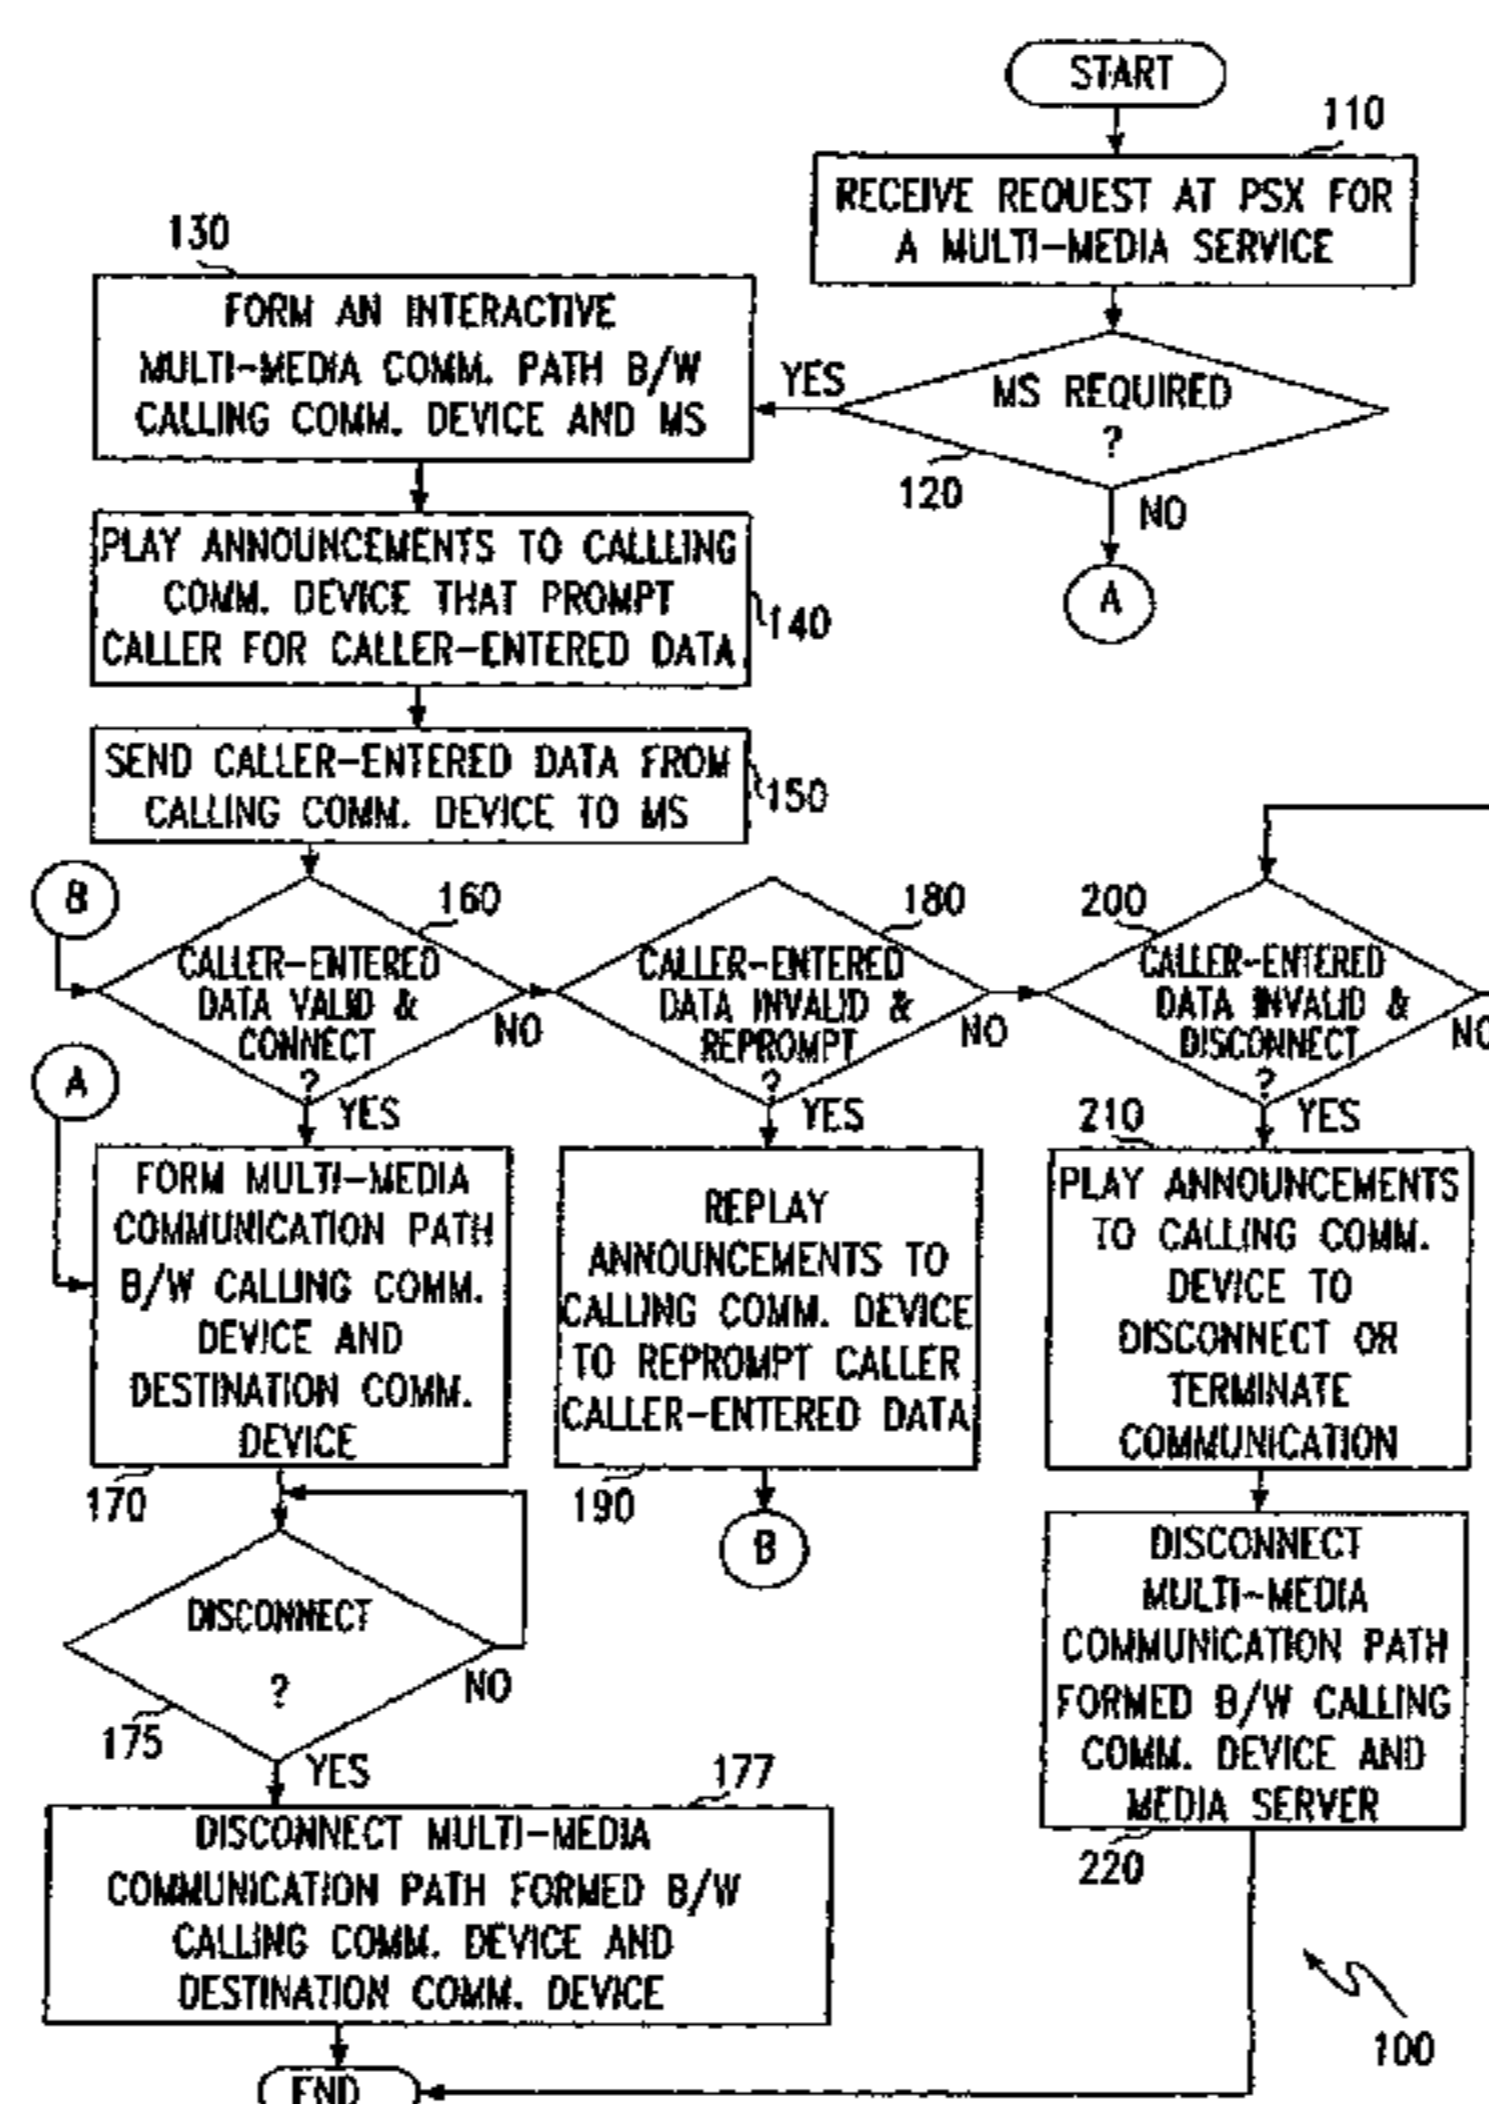 START
110
RECEIVE REQUEST AT PSX FOR
A MULTI-MEDIA SERVICE
130
FORM AN INTERACTIVE
MULTI-MEDIA COMM. PATH B/W
CALLING COMM. DEVICE AND MS
YES
MS REQUIRED
?
120
NO
A
PLAY ANNOUNCEMENTS TO CALLLING
COMM. DEVICE THAT PROMPT
CALLER FOR CALLER-ENTERED DATA
140
SEND CALLER-ENTERED DATA FROM
CALLING COMM. DEVICE TO MS
150
B
160
CALLER-ENTERED
DATA VALID &
CONNECT
?
NO
YES
180
CALLER-ENTERED
DATA INVALID &
REPROMPT
?
NO
YES
200
CALLER-ENTERED
DATA INVALID &
DISCONNECT
?
NO
YES
A
FORM MULTI-MEDIA
COMMUNICATION PATH
B/W CALLING COMM.
DEVICE AND
DESTINATION COMM.
DEVICE
170
REPLAY
ANNOUNCEMENTS TO
CALLING COMM. DEVICE
TO REPROMPT CALLER
CALLER-ENTERED DATA
190
B
210
PLAY ANNOUNCEMENTS
TO CALLING COMM.
DEVICE TO
DISCONNECT OR
TERMINATE
COMMUNICATION
DISCONNECT
?
NO
175
YES
DISCONNECT
MULTI-MEDIA
COMMUNICATION PATH
FORMED B/W CALLING
COMM. DEVICE AND
MEDIA SERVER
220
177
DISCONNECT MULTI-MEDIA
COMMUNICATION PATH FORMED B/W
CALLING COMM. DEVICE AND
DESTINATION COMM. DEVICE
END
100